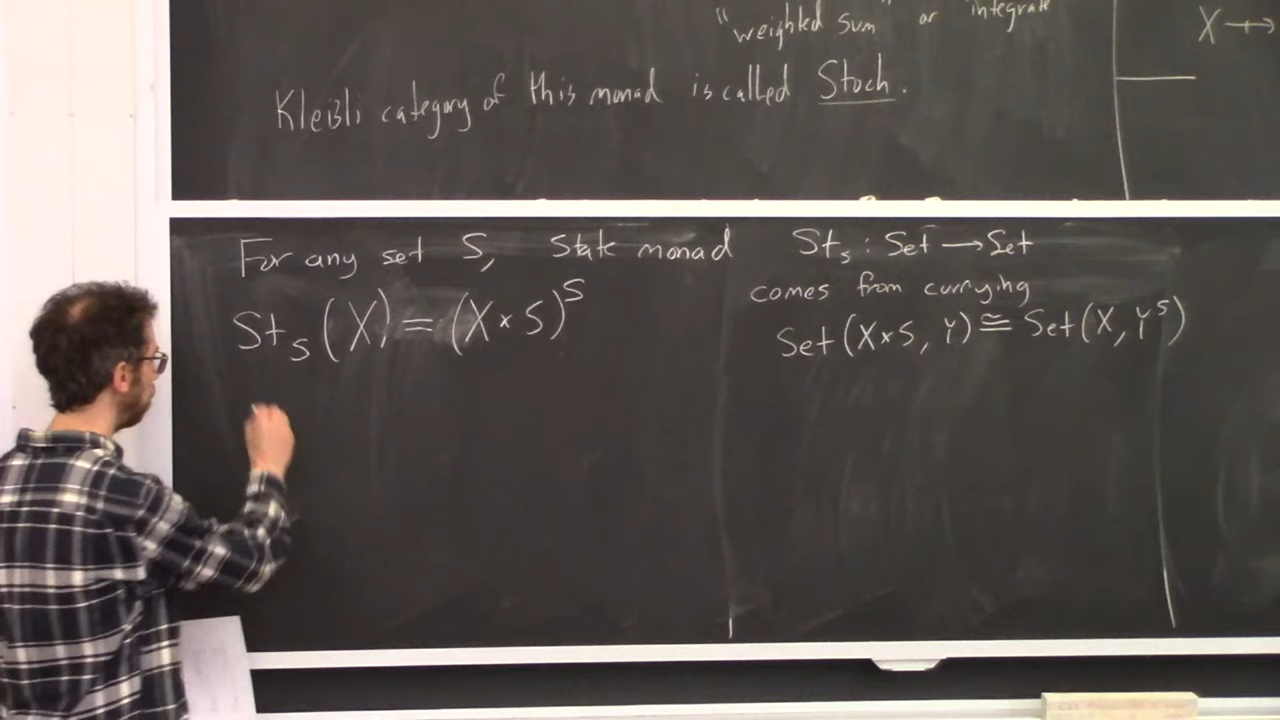 "weighted sum" or integrate
X ⇸
Kleisli category of this monad is called Stoch.
For any set S, State monad St_S : Set → Set
comes from currying
St_S(X) = (X × S)^S
Set(X×S, Y) ≅ Set(X, Y^S)